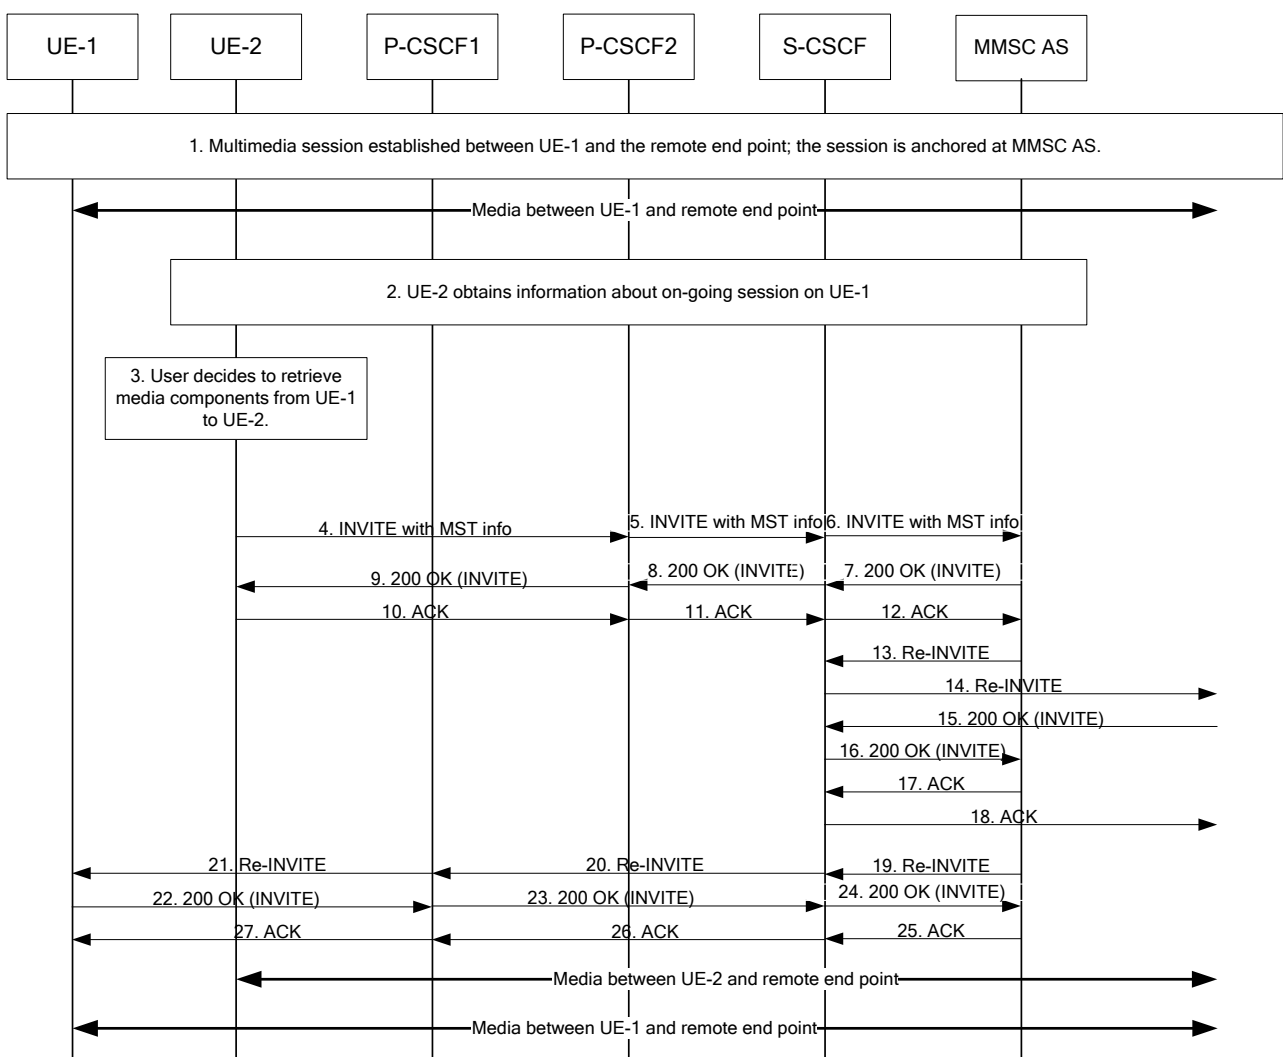 UE-1
UE-2
P-CSCF1
P-CSCF2
S-CSCF
MMSC AS
1. Multimedia session established between UE-1 and the remote end point; the session is anchored at MMSC AS.
Media between UE-1 and remote end point
2. UE-2 obtains information about on-going session on UE-1
3. User decides to retrieve
media components from UE-1
to UE-2.
4. INVITE with MST info
5. INVITE with MST info
6. INVITE with MST info
9. 200 OK (INVITE)
8. 200 OK (INVITE)
7. 200 OK (INVITE)
10. ACK
11. ACK
12. ACK
13. Re-INVITE
14. Re-INVITE
15. 200 OK (INVITE)
16. 200 OK (INVITE)
17. ACK
18. ACK
21. Re-INVITE
20. Re-INVITE
19. Re-INVITE
22. 200 OK (INVITE)
23. 200 OK (INVITE)
24. 200 OK (INVITE)
27. ACK
26. ACK
25. ACK
Media between UE-2 and remote end point
Media between UE-1 and remote end point